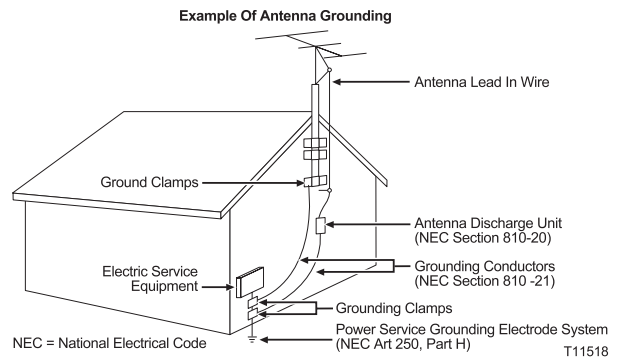 Example Of Antenna Grounding
Antenna Lead In Wire
Ground Clamps
Antenna Discharge Unit
(NEC Section 810-20)
Electric Service
Equipment
Grounding Conductors
(NEC Section 810 -21)
Grounding Clamps
Power Service Grounding Electrode System
(NEC Art 250, Part H)
NEC = National Electrical Code
T11518